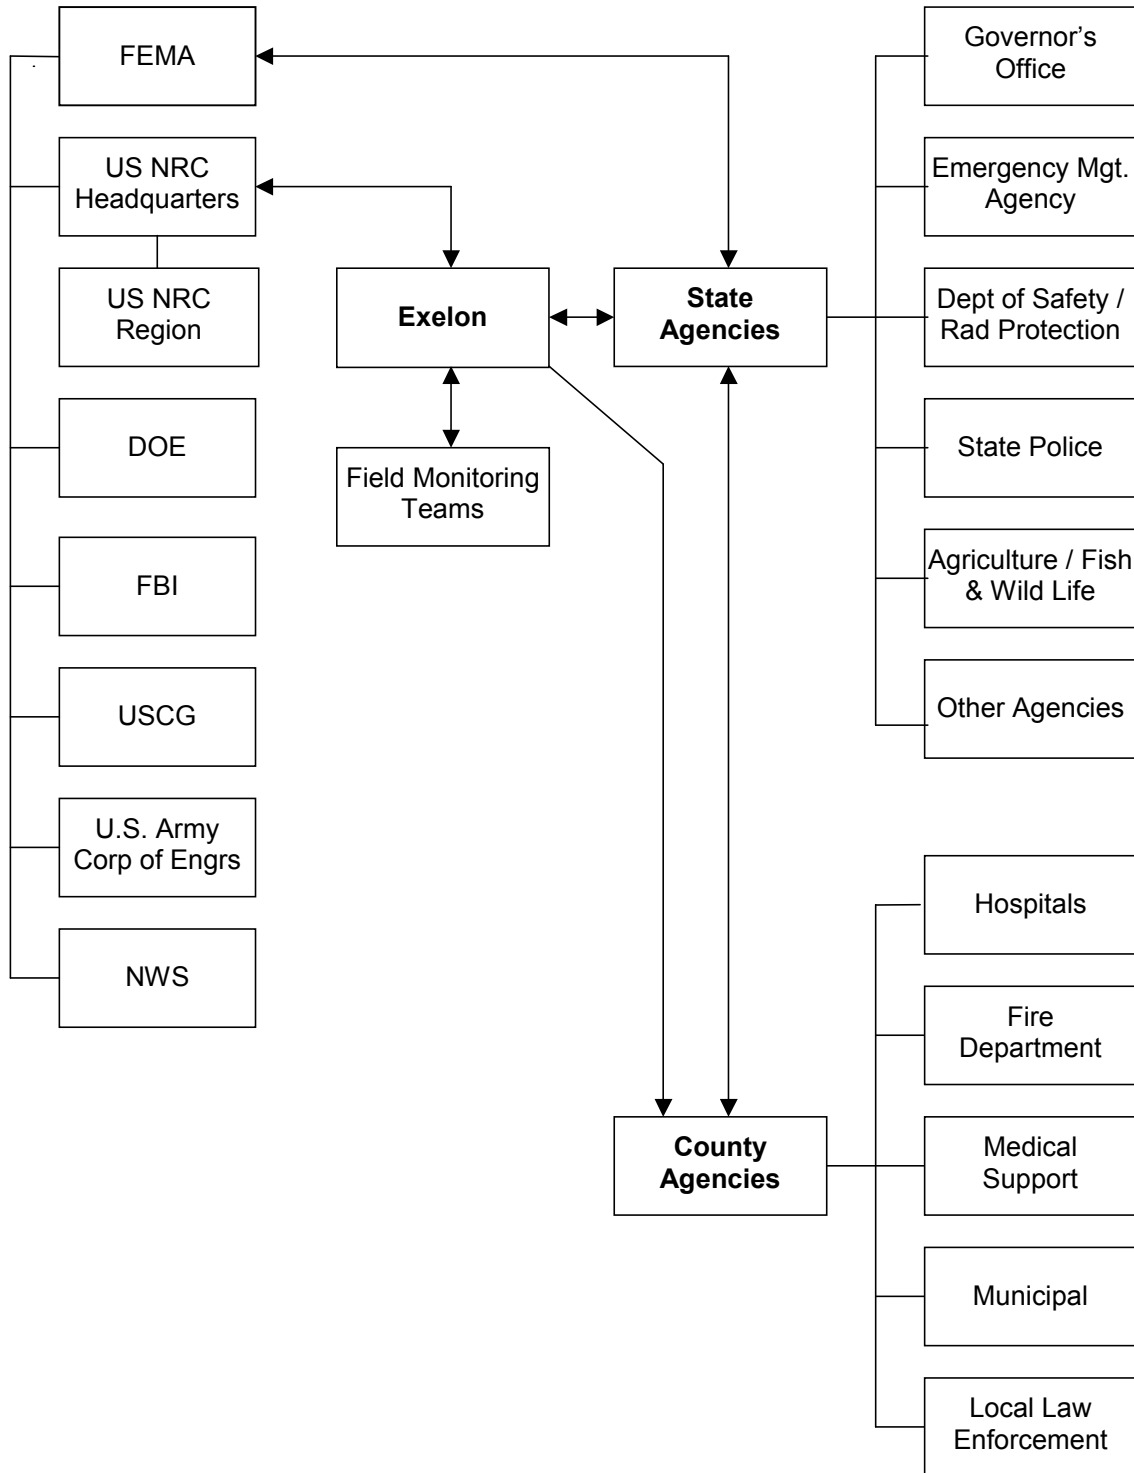 FEMA
US NRC
Headquarters
US NRC
Region
DOE
FBI
USCG
U.S. Army
Corp of Engrs
NWS
Exelon
Field Monitoring
Teams
State
Agencies
County
Agencies
Governor’s
Office
Emergency Mgt.
Agency
Dept of Safety /
Rad Protection
State Police
Agriculture / Fish
& Wild Life
Other Agencies
Hospitals
Fire
Department
Medical
Support
Municipal
Local Law
Enforcement